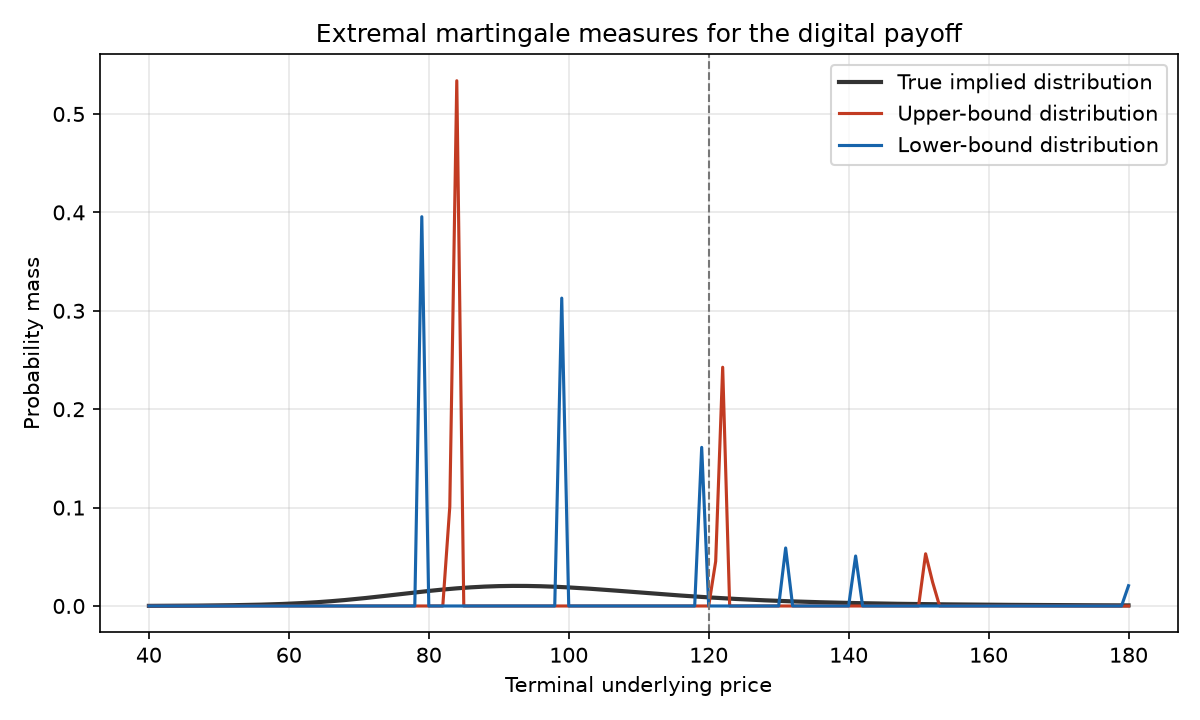 Extremal martingale measures for the digital payoff
True implied distribution
Upper-bound distribution
Lower-bound distribution
Probability mass
0.5
0.4
0.3
0.2
0.1
0.0
40 60 80 100 120 140 160 180
Terminal underlying price